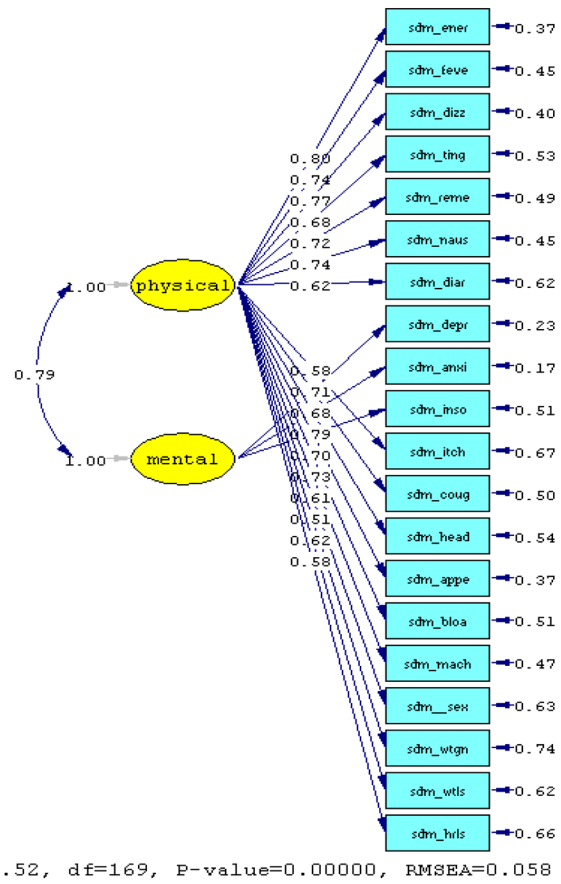 sdm_ener 0.37
sdm_feve 0.45
sdm_dizz 0.40
sdm_ting 0.53
0.80
0.74
sdm_reme 0.49
0.77
0.68
sdm_naus 0.45
0.72
0.74
1.00 physical 0.62 sdm_diar 0.62
sdm_depr 0.23
0.79 0.58 sdm_anxi 0.17
0.71
0.68 sdm_inso 0.51
0.79
1.00 mental 0.70 sdm_itch 0.67
0.73
0.61 sdm_coug 0.50
0.51
0.62 sdm_head 0.54
0.58
sdm_appe 0.37
sdm_bloa 0.51
sdm_mach 0.47
sdm__sex 0.63
sdm_wtgn 0.74
sdm_wtls 0.62
sdm_hrls 0.66
.52, df=169, P-value=0.00000, RMSEA=0.058